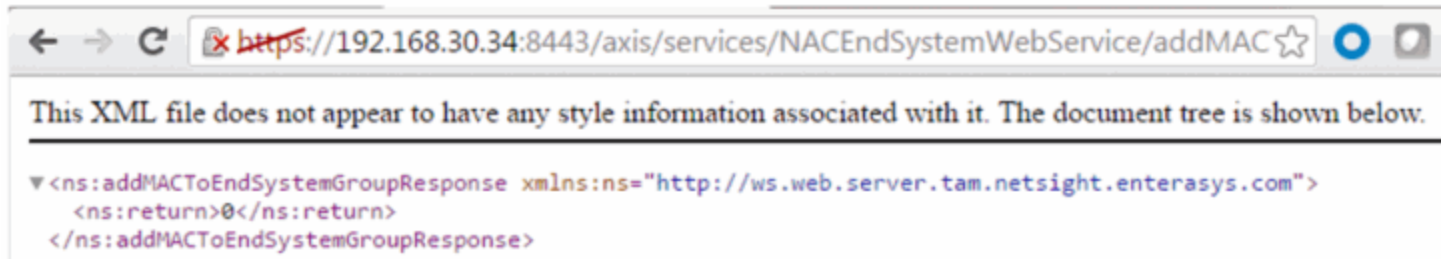 https://192.168.30.34:8443/axis/services/NACEndSystemWebService/addMAC
This XML file does not appear to have any style information associated with it. The document tree is shown below.
▼<ns:addMACToEndSystemGroupResponse xmlns:ns="http://ws.web.server.tam.netsight.enterasys.com">
<ns:return>0</ns:return>
</ns:addMACToEndSystemGroupResponse>